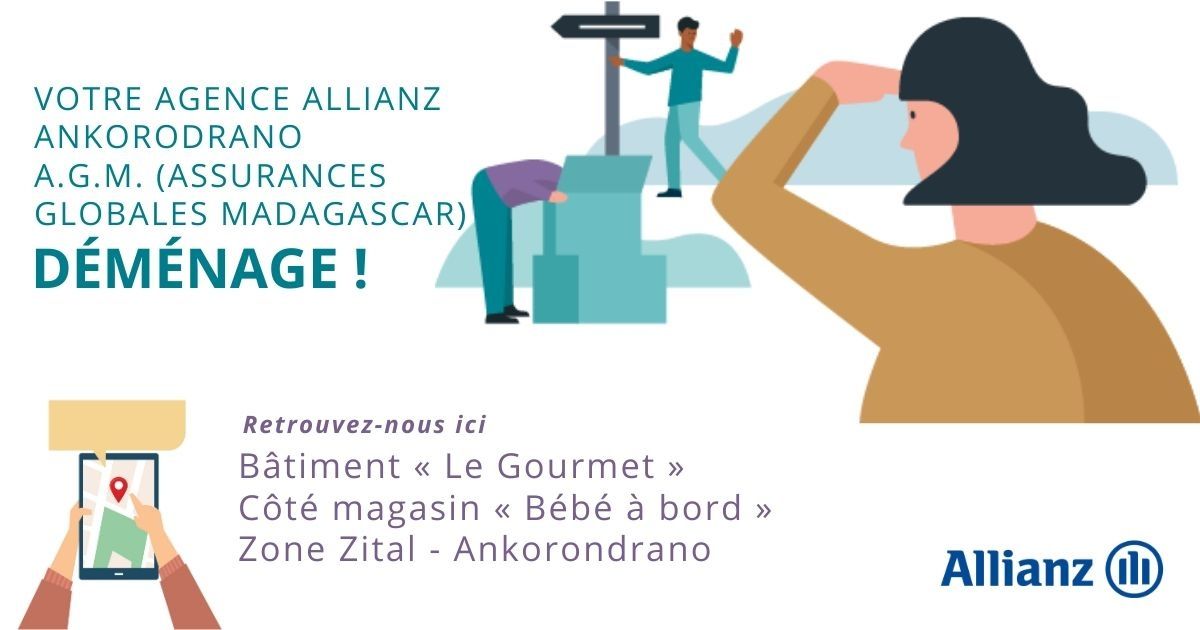 VOTRE AGENCE ALLIANZ
ANKORODRANO
A.G.M. (ASSURANCES
GLOBALES MADAGASCAR)
DÉMÉNAGE !
Retrouvez-nous ici
Bâtiment « Le Gourmet »
Côté magasin « Bébé à bord »
Zone Zital - Ankorondrano
Allianz